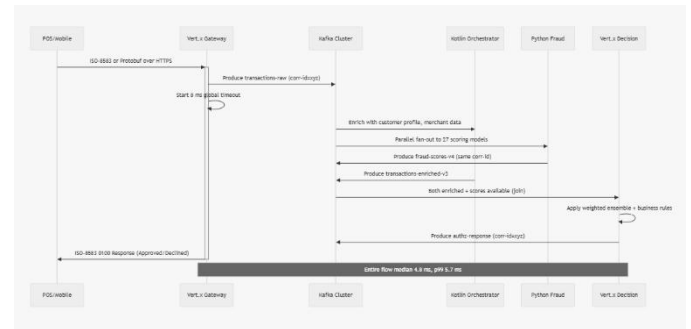 POS/Mobile
Vert.x Gateway
Kafka Cluster
Kotlin Orchestrator
Python Fraud
Vert.x Decision
ISO-8583 or Protobuf over HTTPS
Produce transactions-raw (corr-id=xyz)
Start 8 ms global timeout
Enrich with customer profile, merchant data
Parallel fan-out to 27 scoring models
Produce fraud-scores-v4 (same corr-id)
Produce transactions-enriched-v3
Both enriched + scores available (join)
Apply weighted ensemble + business rules
Produce authz-response (corr-id=xyz)
ISO-8583 0100 Response (Approved/Declined)
Entire flow median 4.8 ms, p99 5.7 ms
POS/Mobile
Vert.x Gateway
Kafka Cluster
Kotlin Orchestrator
Python Fraud
Vert.x Decision